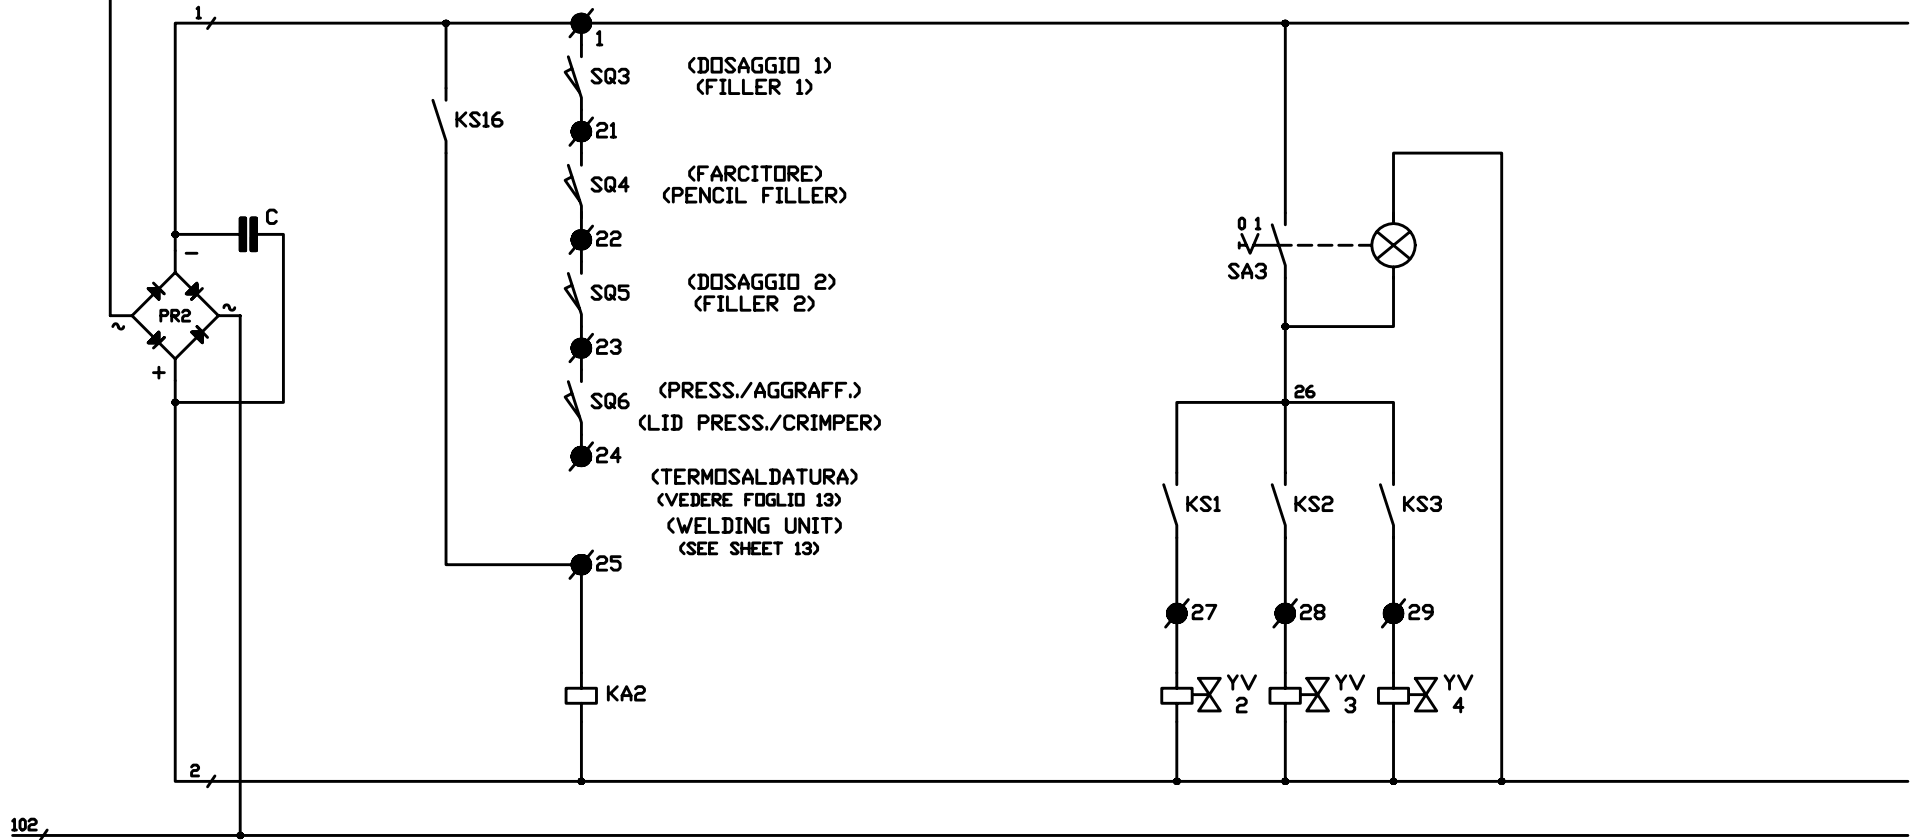 1
1
SQ3
(DOSAGGIO 1)
(FILLER 1)
KS16
21
SQ4
(FARCITORE)
(PENCIL FILLER)
C
22
0 1
SA3
-
SQ5
(DOSAGGIO 2)
(FILLER 2)
~
PR2
~
23
+
SQ6
(PRESS./AGGRAFF.)
(LID PRESS./CRIMPER)
26
24
(TERMOSALDATURA)
(VEDERE FOGLIO 13)
(WELDING UNIT)
(SEE SHEET 13)
KS1
KS2
KS3
25
27
28
29
KA2
YV
2
YV
3
YV
4
2
102